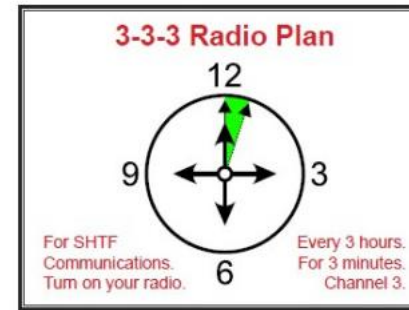 3-3-3 Radio Plan
12
9
3
6
For SHTF
Communications.
Turn on your radio.
Every 3 hours.
For 3 minutes.
Channel 3.